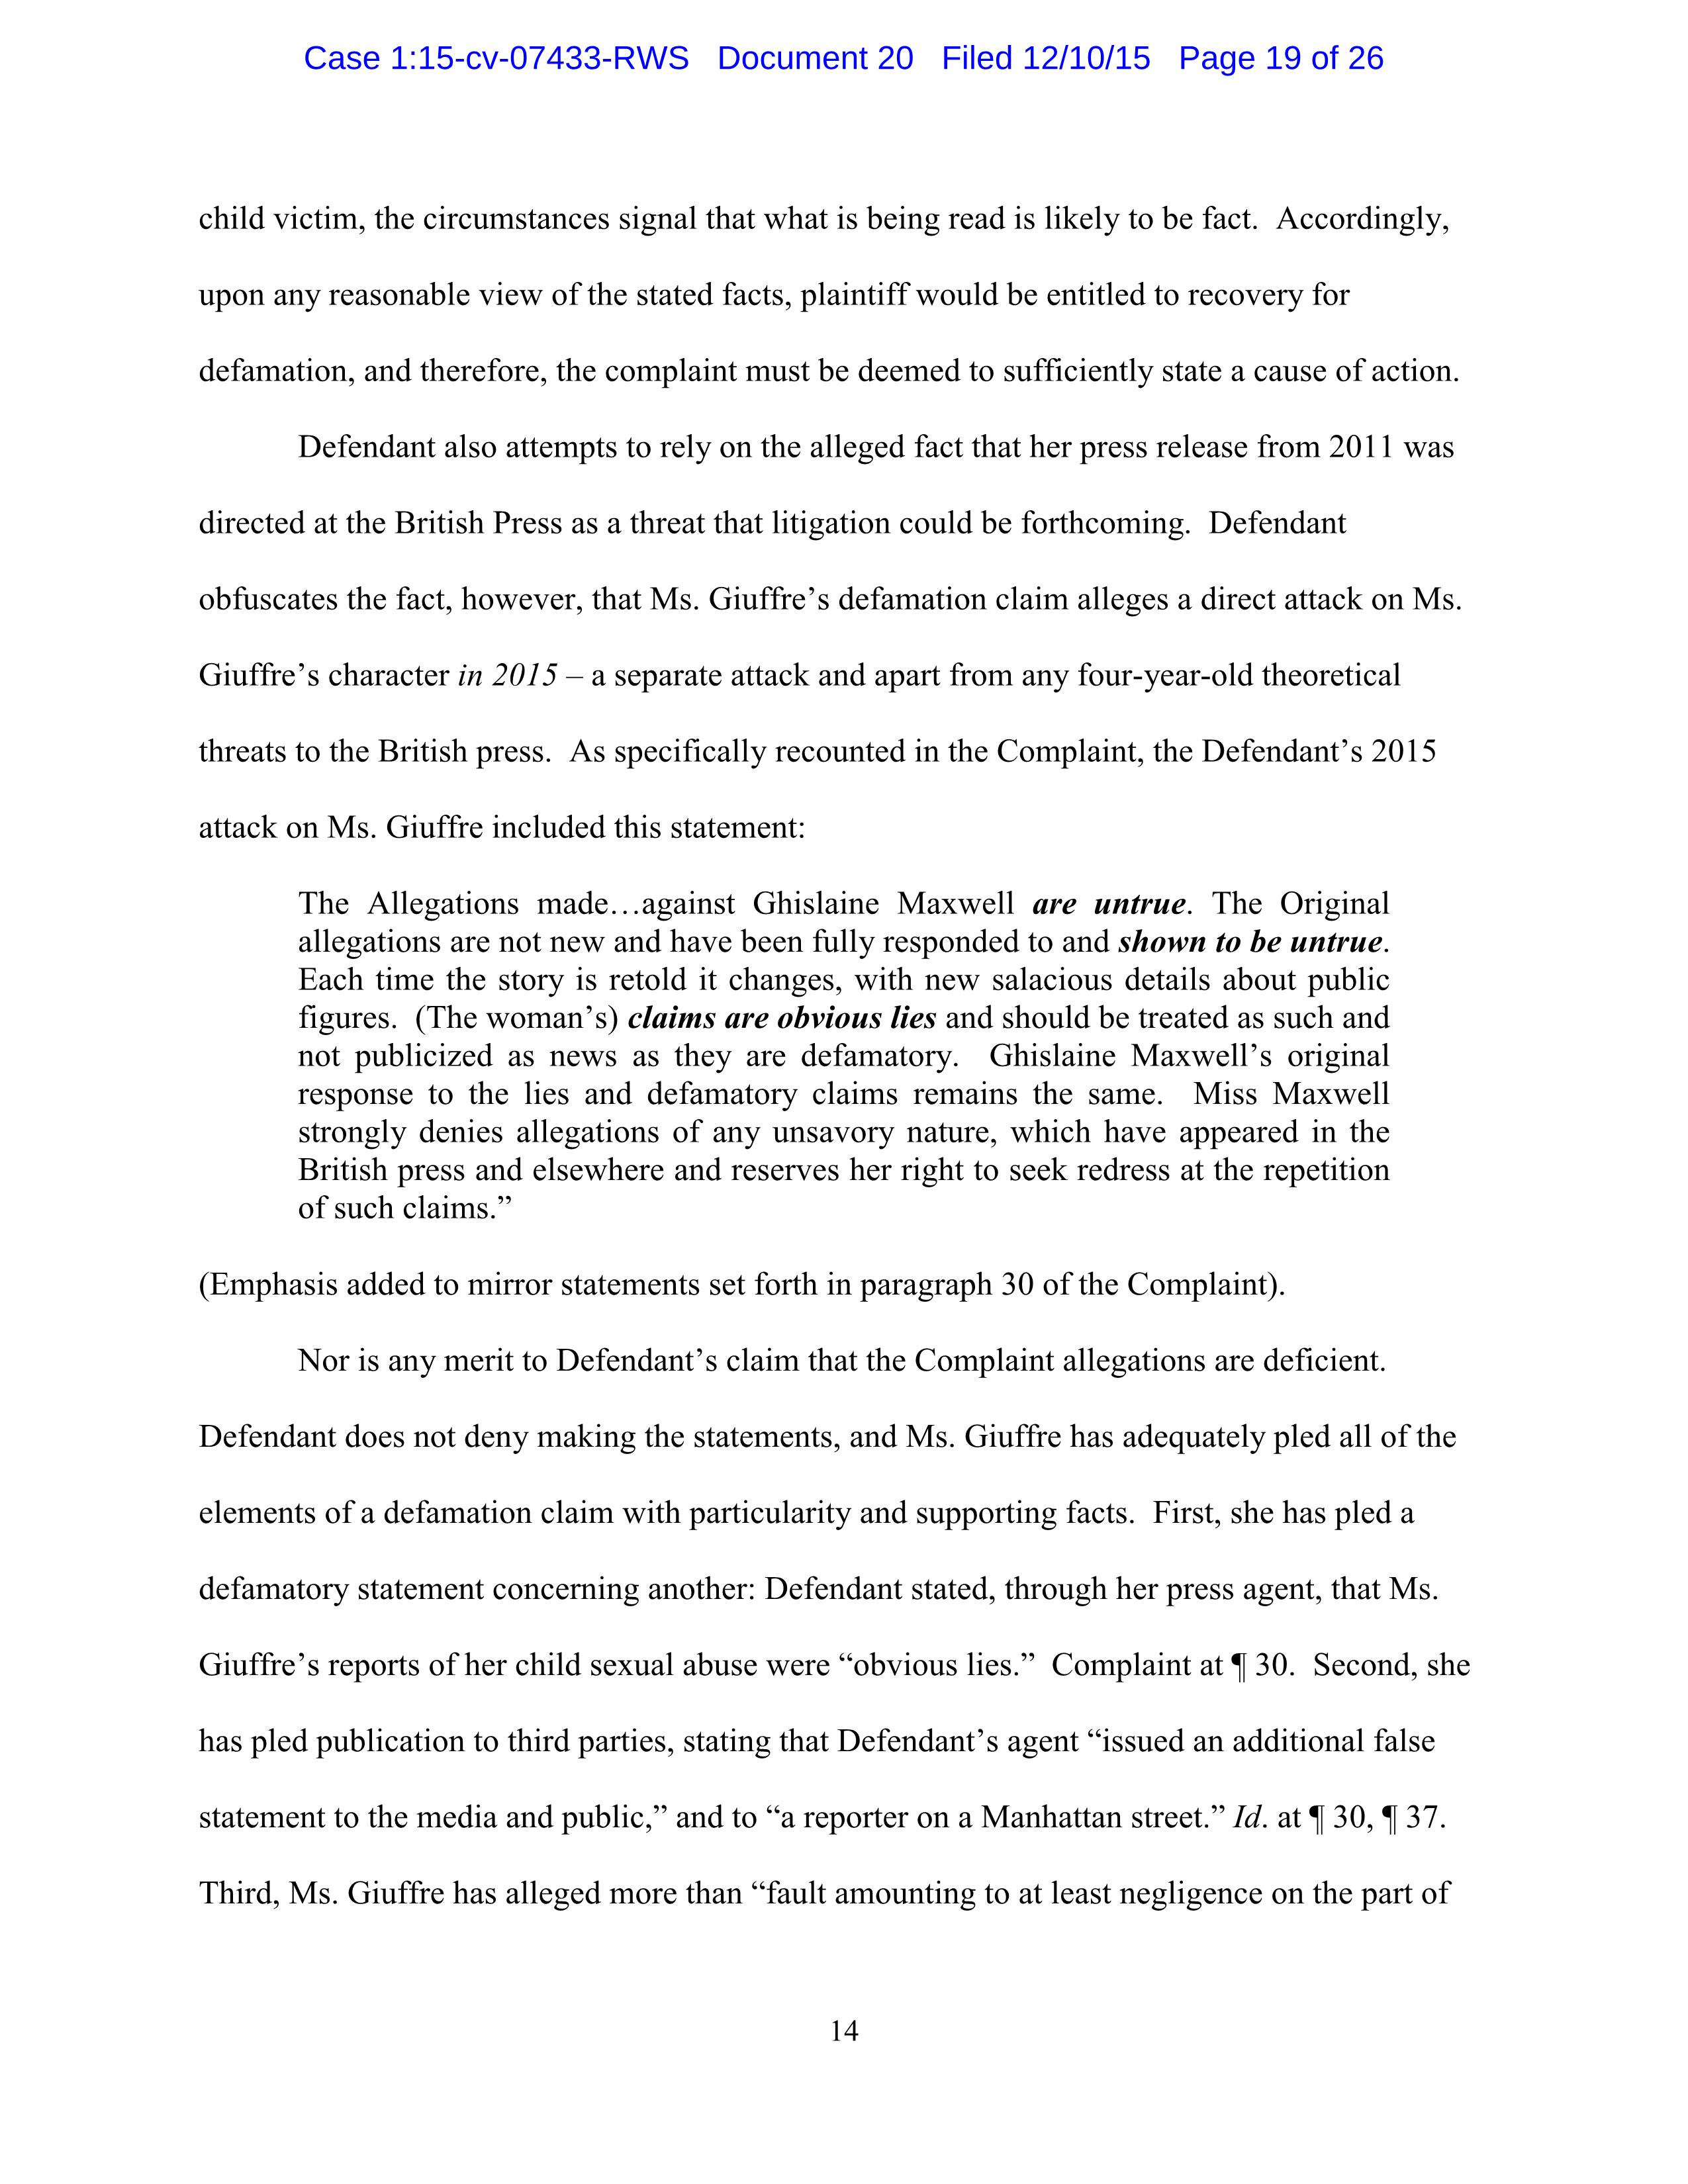 Case 1:15-cv-07433-RWS Document 20 Filed 12/10/15 Page 19 of 26
child victim, the circumstances signal that what is being read is likely to be fact.  Accordingly,
upon any reasonable view of the stated facts, plaintiff would be entitled to recovery for
defamation, and therefore, the complaint must be deemed to sufficiently state a cause of action.
Defendant also attempts to rely on the alleged fact that her press release from 2011 was
directed at the British Press as a threat that litigation could be forthcoming.  Defendant
obfuscates the fact, however, that Ms. Giuffre’s defamation claim alleges a direct attack on Ms.
Giuffre’s character in 2015 – a separate attack and apart from any four-year-old theoretical
threats to the British press.  As specifically recounted in the Complaint, the Defendant’s 2015
attack on Ms. Giuffre included this statement:
The Allegations made…against Ghislaine Maxwell are untrue. The Original
allegations are not new and have been fully responded to and shown to be untrue.
Each time the story is retold it changes, with new salacious details about public
figures.  (The woman’s) claims are obvious lies and should be treated as such and
not publicized as news as they are defamatory.  Ghislaine Maxwell’s original
response to the lies and defamatory claims remains the same.  Miss Maxwell
strongly denies allegations of any unsavory nature, which have appeared in the
British press and elsewhere and reserves her right to seek redress at the repetition
of such claims.”
(Emphasis added to mirror statements set forth in paragraph 30 of the Complaint).
Nor is any merit to Defendant’s claim that the Complaint allegations are deficient.
Defendant does not deny making the statements, and Ms. Giuffre has adequately pled all of the
elements of a defamation claim with particularity and supporting facts.  First, she has pled a
defamatory statement concerning another: Defendant stated, through her press agent, that Ms.
Giuffre’s reports of her child sexual abuse were “obvious lies.”  Complaint at ¶ 30.  Second, she
has pled publication to third parties, stating that Defendant’s agent “issued an additional false
statement to the media and public,” and to “a reporter on a Manhattan street.” Id. at ¶ 30, ¶ 37.
Third, Ms. Giuffre has alleged more than “fault amounting to at least negligence on the part of
14